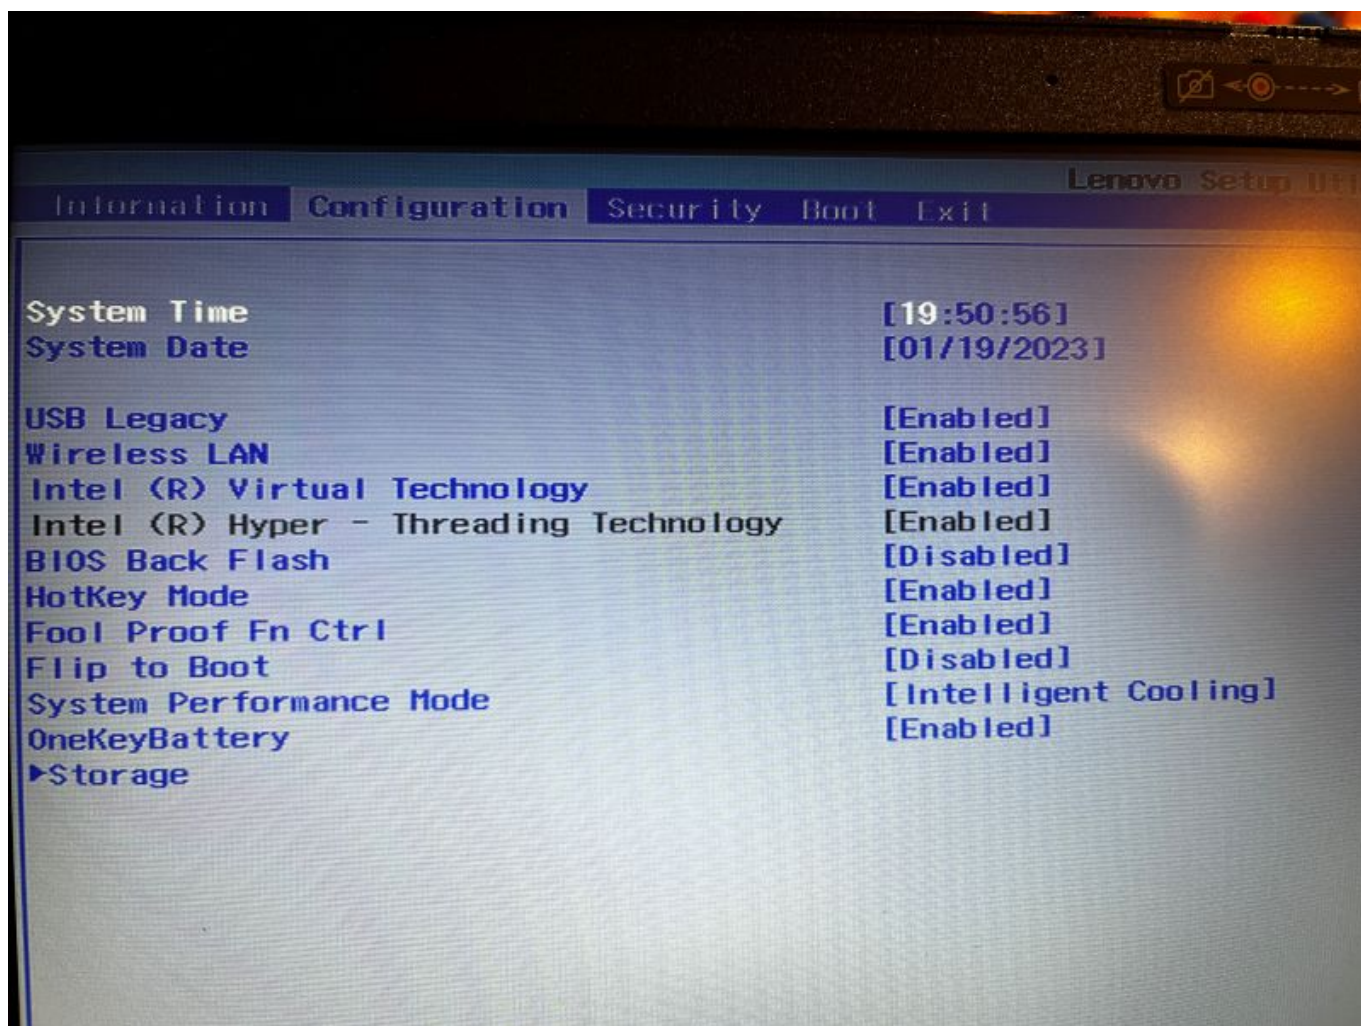 Lenovo Setup
Information Configuration Security Boot Exit
System Time [19:50:56]
System Date [01/19/2023]
USB Legacy [Enabled]
Wireless LAN [Enabled]
Intel (R) Virtual Technology [Enabled]
Intel (R) Hyper - Threading Technology [Enabled]
BIOS Back Flash [Disabled]
HotKey Mode [Enabled]
Fool Proof Fn Ctrl [Enabled]
Flip to Boot [Disabled]
System Performance Mode [Intelligent Cooling]
OneKeyBattery [Enabled]
▶Storage